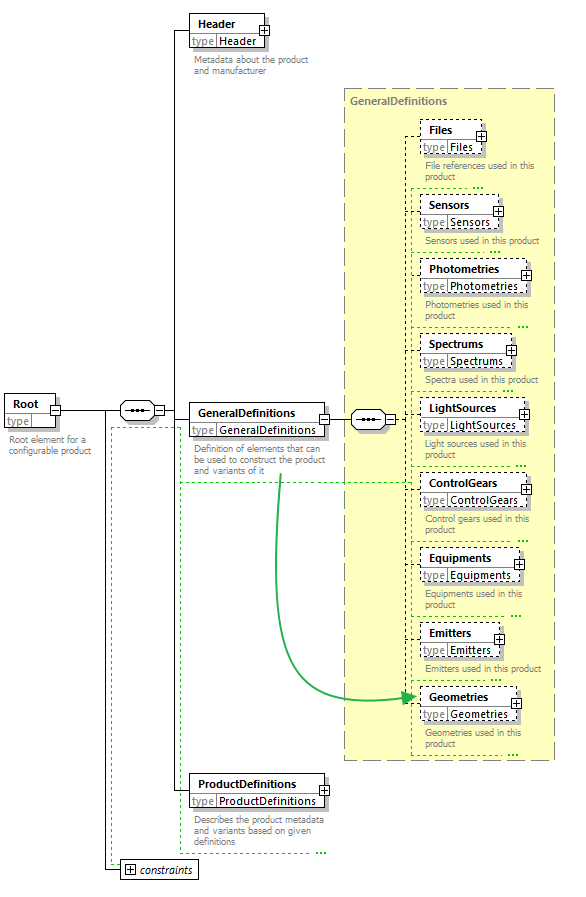 Header
type Header
Metadata about the product
and manufacturer
GeneralDefinitions
Files
type Files
File references used in this
product
Sensors
type Sensors
Sensors used in this product
Photometries
type Photometries
Photometries used in this
product
Spectrums
type Spectrums
Spectra used in this product
Root
type
Root element for a
configurable product
GeneralDefinitions
type GeneralDefinitions
Definition of elements that can
be used to construct the product
and variants of it
LightSources
type LightSources
Light sources used in this
product
ControlGears
type ControlGears
Control gears used in this
product
Equipments
type Equipments
Equipments used in this
product
Emitters
type Emitters
Emitters used in this product
Geometries
type Geometries
Geometries used in this
product
ProductDefinitions
type ProductDefinitions
Describes the product metadata
and variants based on given
definitions
constraints